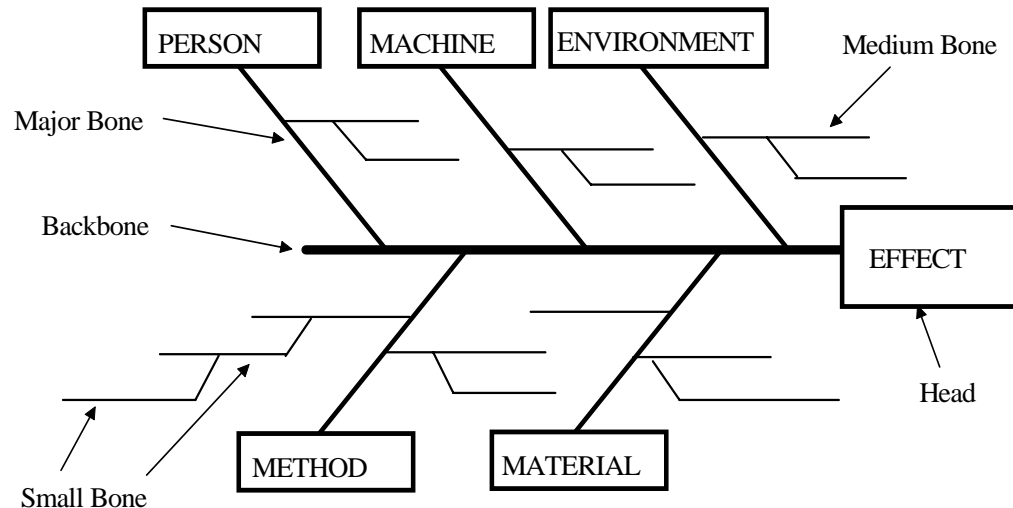 PERSON
MACHINE
ENVIRONMENT
Medium Bone
Major Bone
Backbone
EFFECT
Head
METHOD
MATERIAL
Small Bone